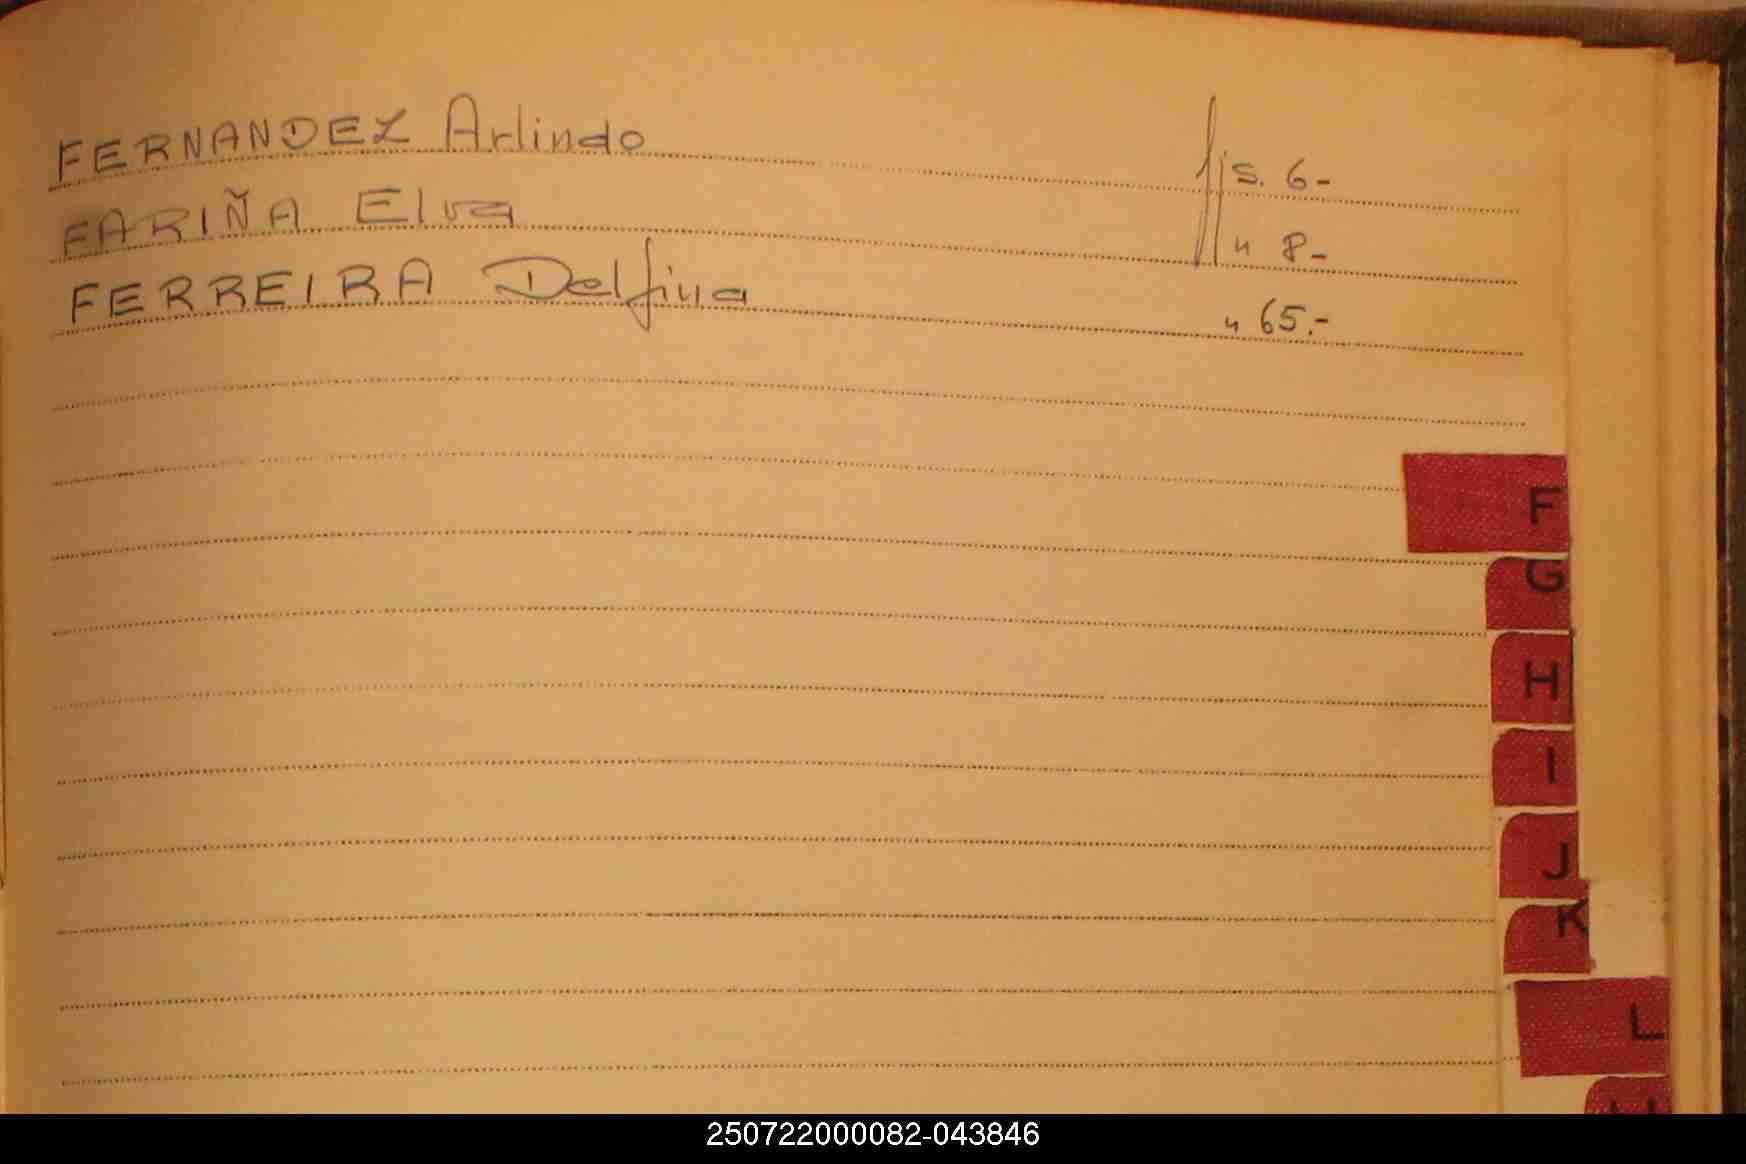 FERNANDEZ Arlindo fjs. 6-
FARIÑA Elva " 8-
FERREIRA Delfina " 65.-
F
G
H
I
J
K
L
250722000082-043846